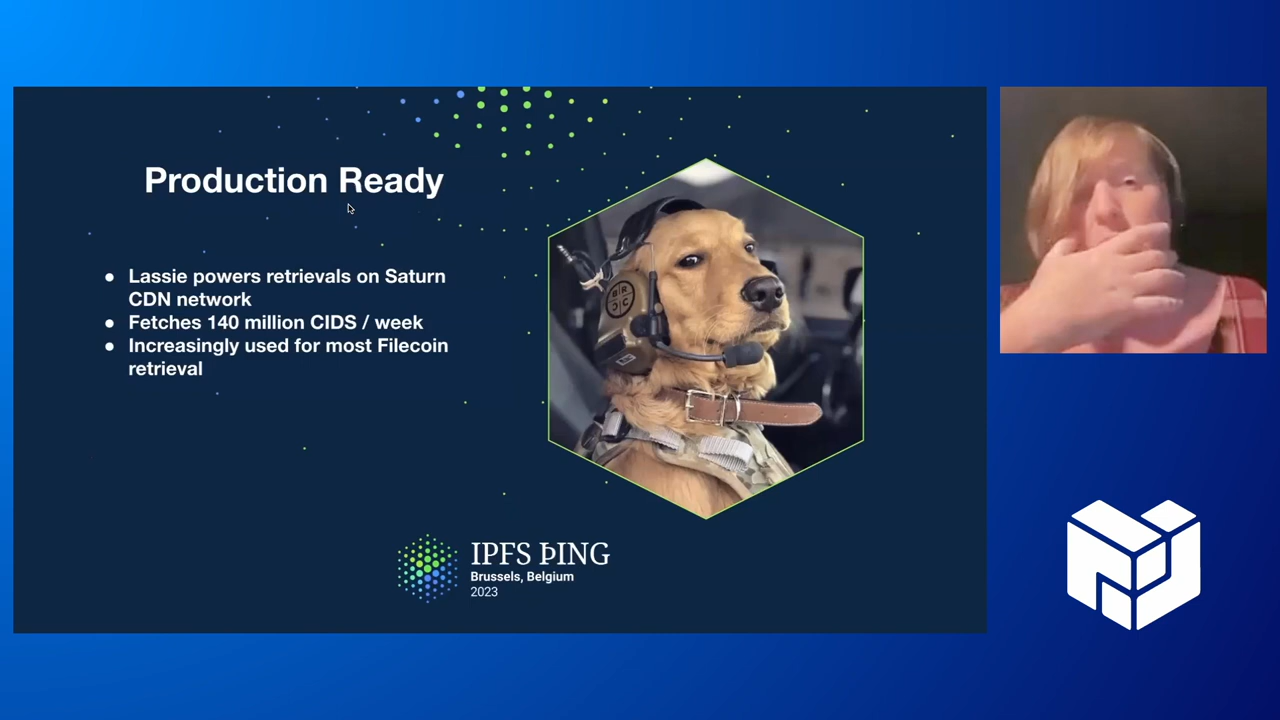 Production Ready
● Lassie powers retrievals on Saturn
CDN network
● Fetches 140 million CIDS / week
● Increasingly used for most Filecoin
retrieval
BRCC
IPFS ÞING
Brussels, Belgium
2023